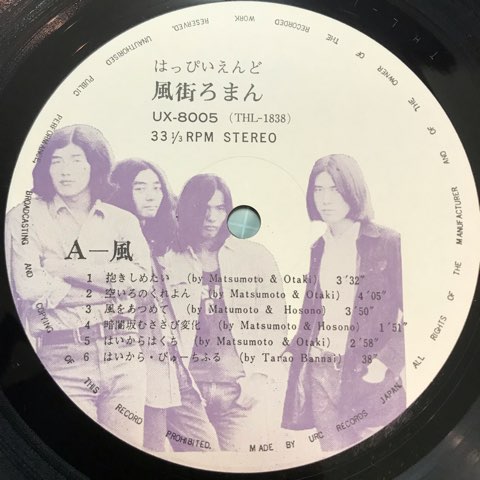 はっぴいえんど
風街ろまん
UX-8005 (THL-1838)
33 1/3 RPM STEREO
A—風
1 抱きしめたい (by Matsumoto & Otaki) 3′32″
2 空いろのくれよん (by Matsumoto & Otaki) 4′05″
3 風をあつめて (by Matumoto & Hosono) 3′50″
4 暗闇坂むささび変化 (by Matsumoto & Hosono) 1′51″
5 はいからはくち (by Matsumoto & Otaki) 2′58″
6 はいから・びゅーちふる (by Tarao Bannai) 38″
ALL RIGHTS OF THE MANUFACTURER AND OF THE OWNER OF THE RECORDED WORK RESERVED. UNAUTHORISED PUBLIC PERFORMANCE, BROADCASTING AND COPYING OF THIS RECORD PROHIBITED. MADE BY URC RECORDS JAPAN